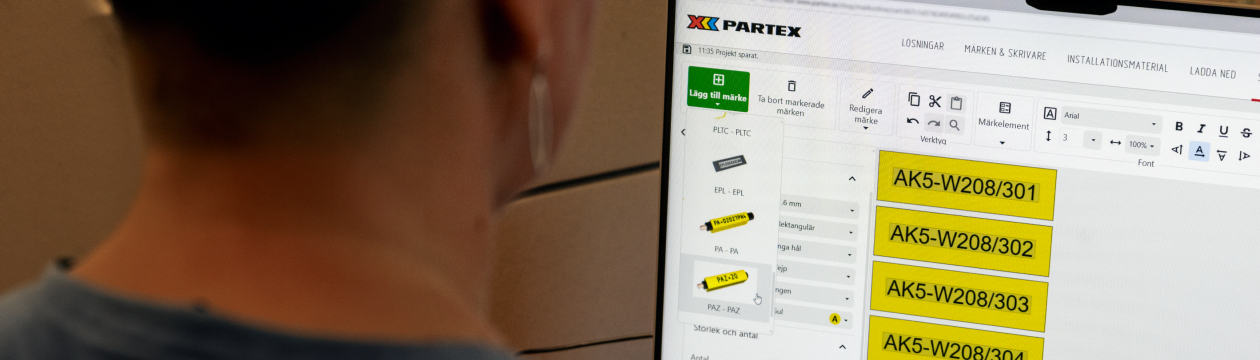 PARTEX
LÖSNINGAR
MÄRKEN & SKRIVARE
INSTALLATIONSMATERIAL
LADDA NED
11:35 Projekt sparat.
Lägg till märke
Ta bort markerade
märken
Redigera
märke
Verktyg
Märkelement
Arial
3
100%
B I U S
Font
PLTC - PLTC
EPL - EPL
PA - PA
PAZ-20
PAZ - PAZ
.6 mm
ektangulär
nga hål
ejp
ngen
ul
A
Storlek och antal
Antal
AK5-W208/301
AK5-W208/302
AK5-W208/303
AK5-W208/304